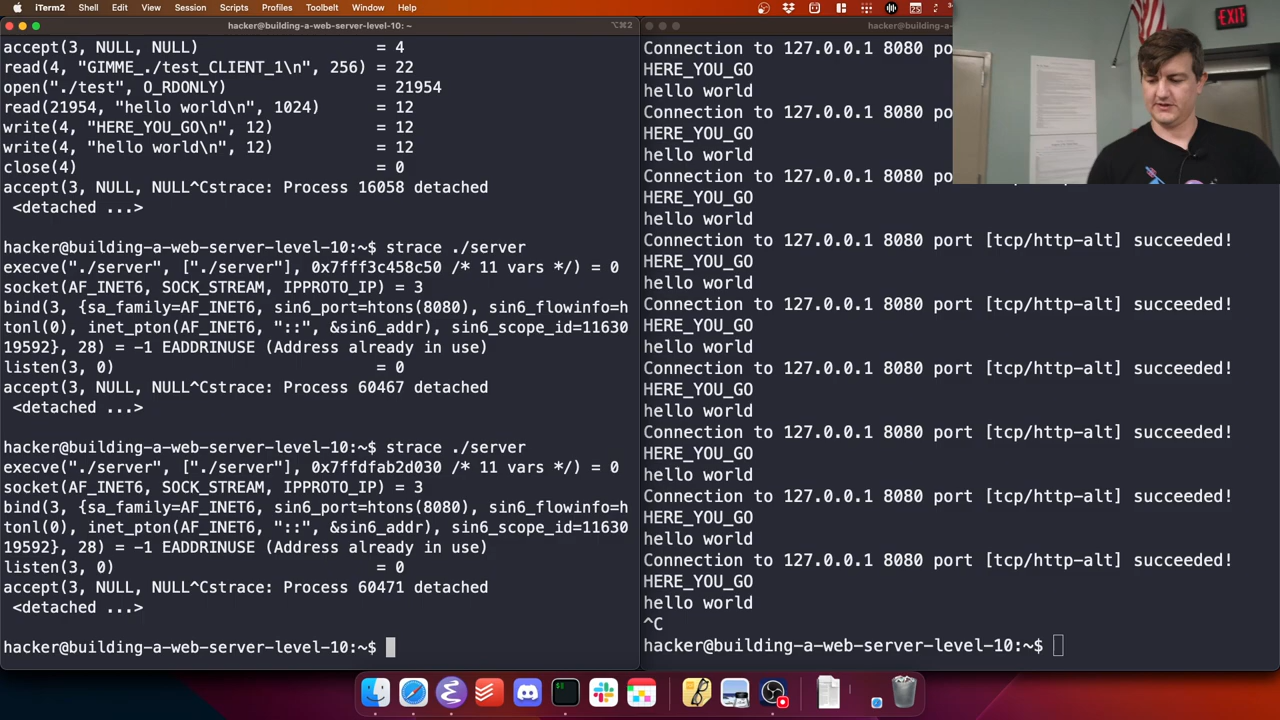 iTerm2 Shell Edit View Session Scripts Profiles Toolbelt Window Help
hacker@building-a-web-server-level-10: ~
⌥⌘2
accept(3, NULL, NULL) = 4
read(4, "GIMME_./test_CLIENT_1\n", 256) = 22
open("./test", O_RDONLY) = 21954
read(21954, "hello world\n", 1024) = 12
write(4, "HERE_YOU_GO\n", 12) = 12
write(4, "hello world\n", 12) = 12
close(4) = 0
accept(3, NULL, NULL^Cstrace: Process 16058 detached
<detached ...>
hacker@building-a-web-server-level-10:~$ strace ./server
execve("./server", ["./server"], 0x7fff3c458c50 /* 11 vars */) = 0
socket(AF_INET6, SOCK_STREAM, IPPROTO_IP) = 3
bind(3, {sa_family=AF_INET6, sin6_port=htons(8080), sin6_flowinfo=h
tonl(0), inet_pton(AF_INET6, "::", &sin6_addr), sin6_scope_id=11630
19592}, 28) = -1 EADDRINUSE (Address already in use)
listen(3, 0) = 0
accept(3, NULL, NULL^Cstrace: Process 60467 detached
<detached ...>
hacker@building-a-web-server-level-10:~$ strace ./server
execve("./server", ["./server"], 0x7ffdfab2d030 /* 11 vars */) = 0
socket(AF_INET6, SOCK_STREAM, IPPROTO_IP) = 3
bind(3, {sa_family=AF_INET6, sin6_port=htons(8080), sin6_flowinfo=h
tonl(0), inet_pton(AF_INET6, "::", &sin6_addr), sin6_scope_id=11630
19592}, 28) = -1 EADDRINUSE (Address already in use)
listen(3, 0) = 0
accept(3, NULL, NULL^Cstrace: Process 60471 detached
<detached ...>
hacker@building-a-web-server-level-10:~$
hacker@building-a
Connection to 127.0.0.1 8080 po
HERE_YOU_GO
hello world
Connection to 127.0.0.1 8080 po
HERE_YOU_GO
hello world
Connection to 127.0.0.1 8080 po
HERE_YOU_GO
hello world
Connection to 127.0.0.1 8080 port [tcp/http-alt] succeeded!
HERE_YOU_GO
hello world
Connection to 127.0.0.1 8080 port [tcp/http-alt] succeeded!
HERE_YOU_GO
hello world
Connection to 127.0.0.1 8080 port [tcp/http-alt] succeeded!
HERE_YOU_GO
hello world
Connection to 127.0.0.1 8080 port [tcp/http-alt] succeeded!
HERE_YOU_GO
hello world
Connection to 127.0.0.1 8080 port [tcp/http-alt] succeeded!
HERE_YOU_GO
hello world
Connection to 127.0.0.1 8080 port [tcp/http-alt] succeeded!
HERE_YOU_GO
hello world
^C
hacker@building-a-web-server-level-10:~$
EXIT